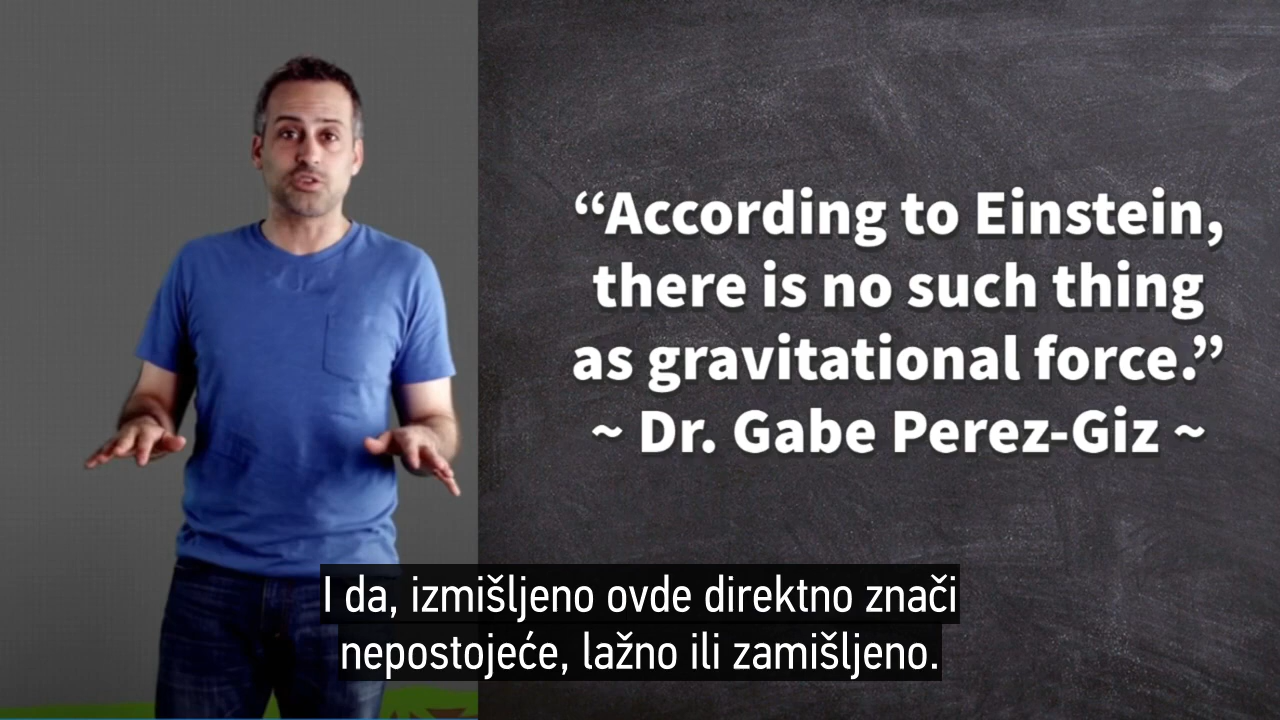 “According to Einstein,
there is no such thing
as gravitational force.”
~ Dr. Gabe Perez-Giz ~
I da, izmišljeno ovde direktno znači
nepostojeće, lažno ili zamišljeno.